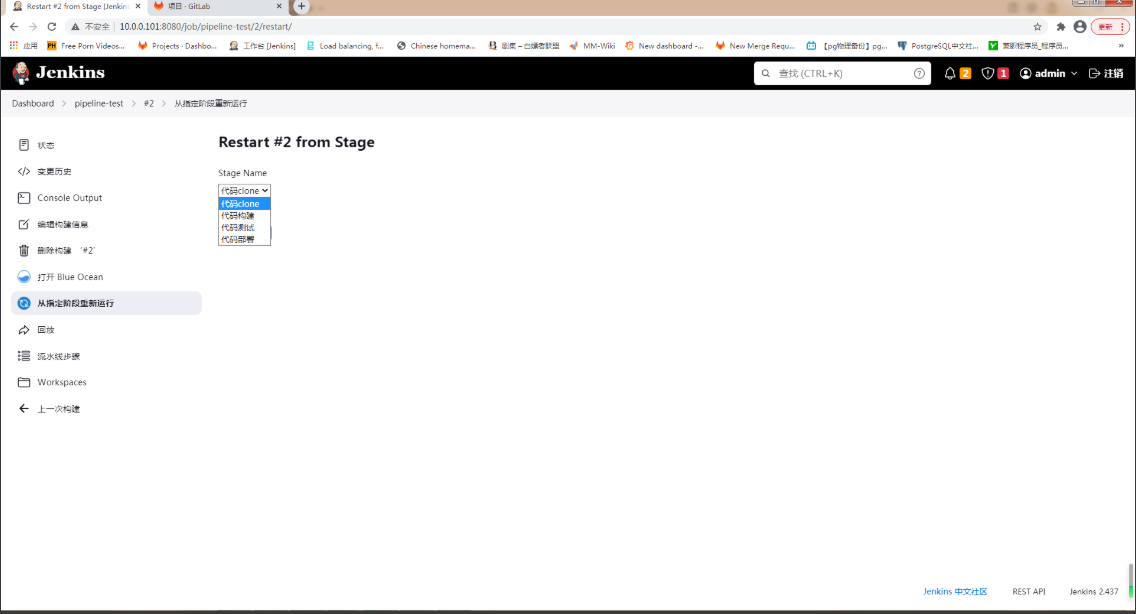 Restart #2 from Stage [Jenkin
项目 · GitLab
不安全 10.0.0.101:8080/job/pipeline-test/2/restart/
更新
应用 Free Porn Videos... Projects · Dashbo... 工作台 [Jenkins] Load balancing, f... Chinese homema... 剧集 – 白嫖者联盟 MM-Wiki New dashboard -... New Merge Requ... 【pg物理备份】pg... PostgreSQL中文社... 菜鸟程序员_程序员... »
Jenkins
查找 (CTRL+K)
2
1
admin
注销
Dashboard
pipeline-test
#2
从指定阶段重新运行
状态
变更历史
Console Output
编辑构建信息
删除构建 ‘#2’
打开 Blue Ocean
从指定阶段重新运行
回放
流水线步骤
Workspaces
上一次构建
Restart #2 from Stage
Stage Name
代码clone
代码clone
代码构建
代码测试
代码部署
Jenkins 中文社区
REST API
Jenkins 2.437